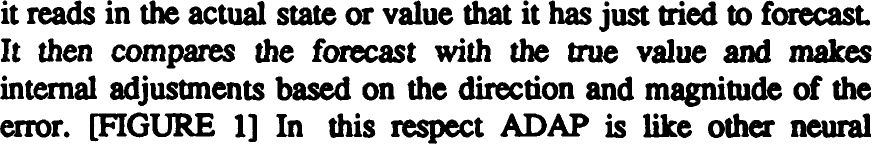 it reads in the actual state or value that it has just tried to forecast.
It then compares the forecast with the true value and makes
internal adjustments based on the direction and magnitude of the
error. [FIGURE 1] In this respect ADAP is like other neural